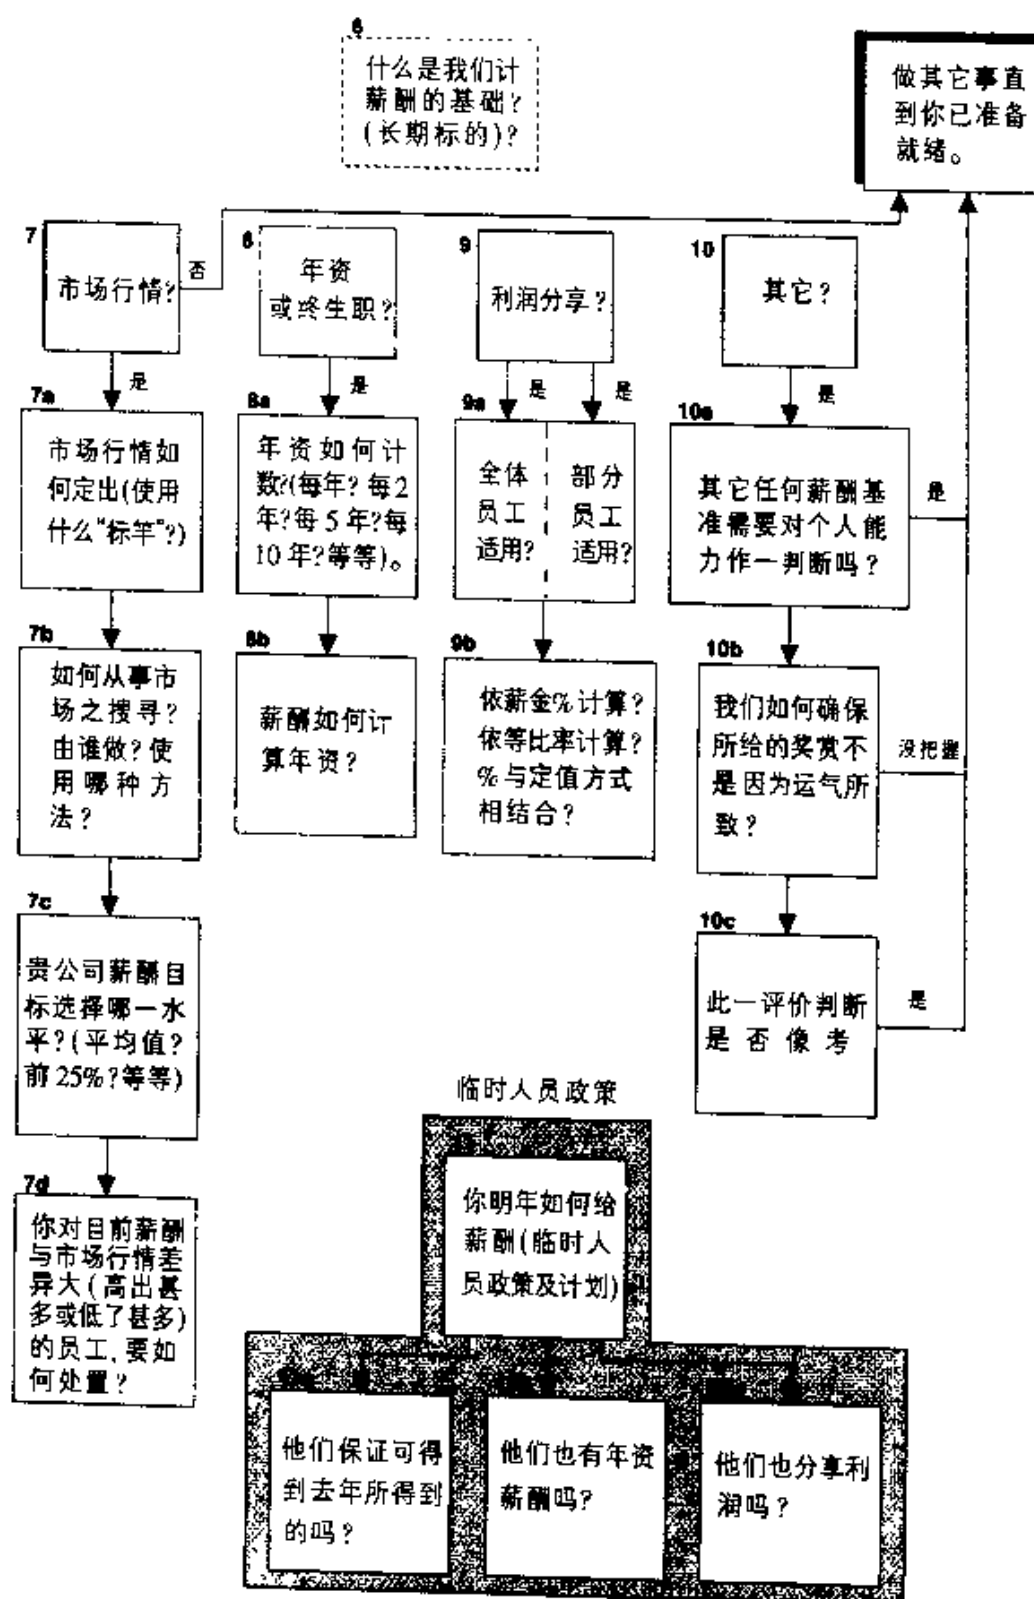 6
什么是我们计
薪酬的基础?
(长期标的)?
做其它事直
到你已准备
就绪。
7
市场行情?
否
是
7a
市场行情如
何定出(使用
什么“标竿”?)
7b
如何从事市
场之搜寻?
由谁做?使
用哪种方
法?
7c
贵公司薪酬目
标选择哪一水
平?(平均值?
前25%?等等)
7d
你对目前薪酬
与市场行情差
异大(高出甚
多或低了甚多)
的员工,要如
何处置?
8
年资
或终生职?
是
8a
年资如何计
数?(每年?每2
年?每5年?每
10年?等等)。
8b
薪酬如何计
算年资?
9
利润分享?
是
是
9a
全体
员工
适用?
部分
员工
适用?
9b
依薪金%计算?
依等比率计算?
%与定值方式
相结合?
10
其它?
是
10a
其它任何薪酬基
准需要对个人能
力作一判断吗?
是
10b
我们如何确保
所给的奖赏不
是因为运气所
致?
没把握
10c
此一评价判断
是否像考
是
临时人员政策
你明年如何给
薪酬(临时人
员政策及计划)
他们保证可得
到去年所得到
的吗?
他们也有年资
薪酬吗?
他们也分享利
润吗?